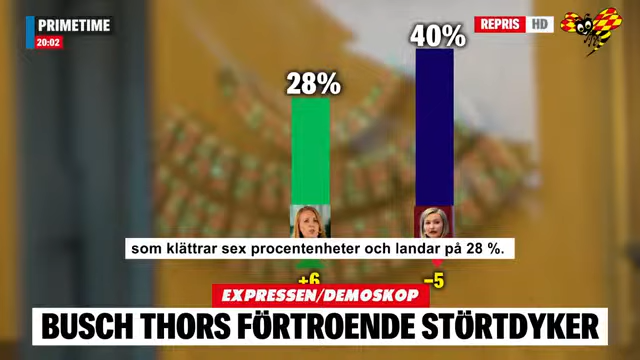 PRIMETIME
20:02
REPRIS HD
40%
28%
som klättrar sex procentenheter och landar på 28 %.
+6
−5
EXPRESSEN/DEMOSKOP
BUSCH THORS FÖRTROENDE STÖRTDYKER